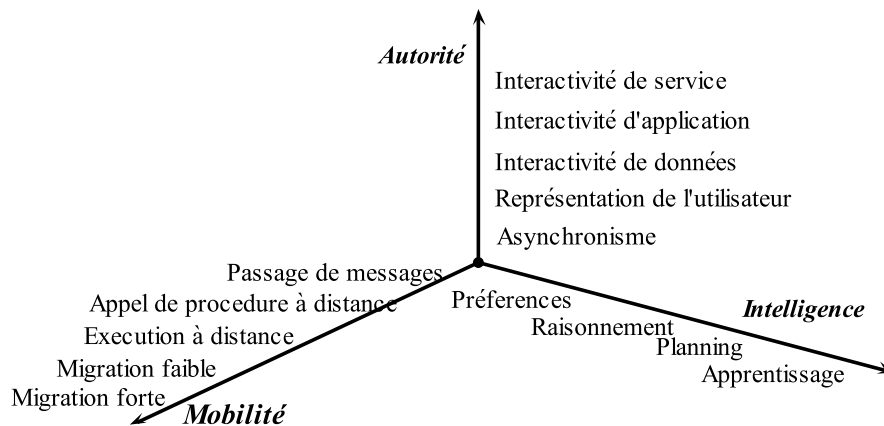 Autorité
Interactivité de service
Interactivité d'application
Interactivité de données
Représentation de l'utilisateur
Asynchronisme
Passage de messages
Appel de procedure à distance
Execution à distance
Migration faible
Migration forte
Mobilité
Préferences
Raisonnement
Planning
Apprentissage
Intelligence